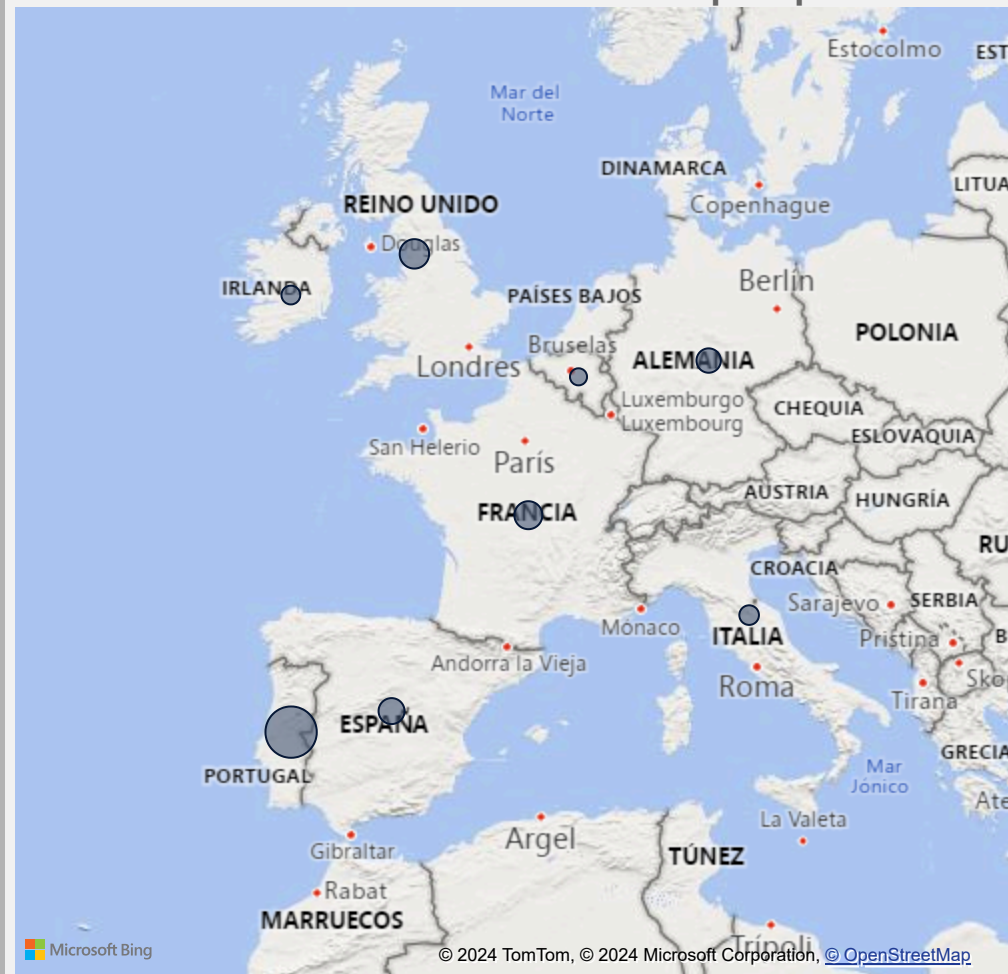 Estocolmo
EST
Mar del
Norte
DINAMARCA
LITUA
Copenhague
REINO UNIDO
Douglas
Berlín
IRLANDA
PAÍSES BAJOS
POLONIA
Bruselas
ALEMANIA
Londres
Luxemburgo
Luxembourg
CHEQUIA
San Helerio
ESLOVAQUIA
París
AUSTRIA
HUNGRÍA
FRANCIA
RU
CROACIA
Sarajevo
SERBIA
Mónaco
ITALIA
Pristina
B
Andorra la Vieja
Sko
Roma
Tirana
ESPAÑA
GRECIA
PORTUGAL
Mar
Jónico
Ate
La Valeta
Argel
Gibraltar
TÚNEZ
Rabat
MARRUECOS
Trípoli
Microsoft Bing
© 2024 TomTom, © 2024 Microsoft Corporation, © OpenStreetMap